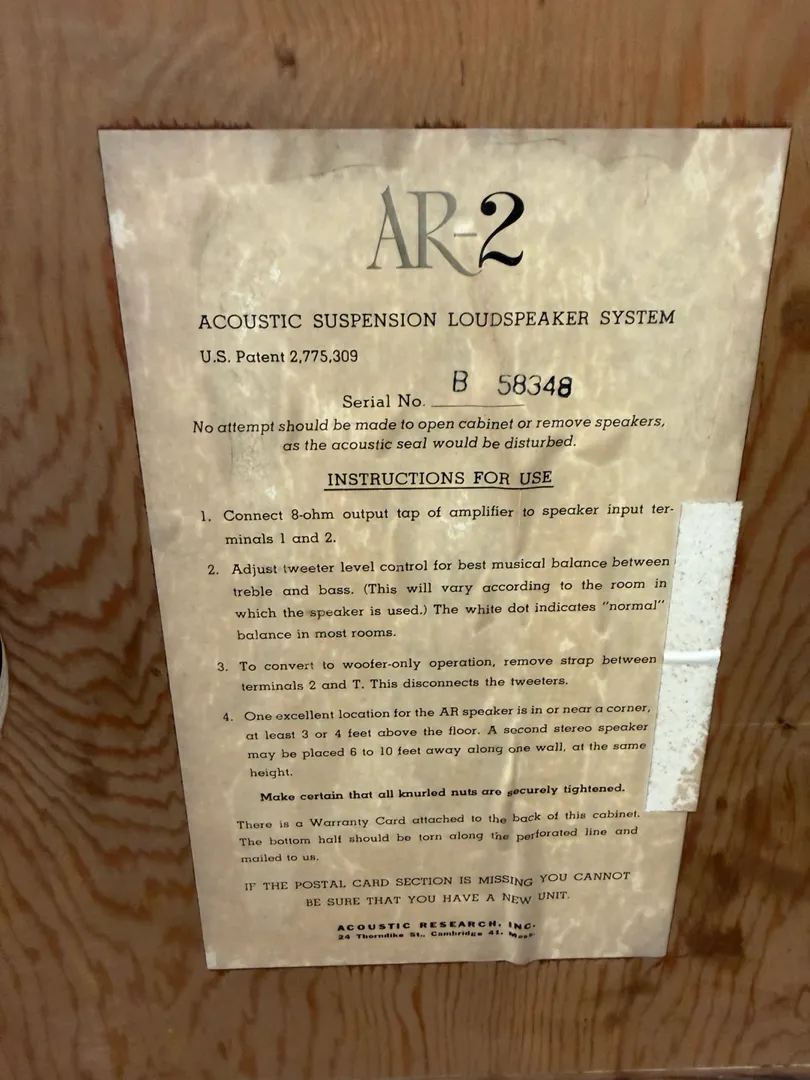 AR-2
ACOUSTIC SUSPENSION LOUDSPEAKER SYSTEM
U.S. Patent 2,775,309
Serial No. B 58348
No attempt should be made to open cabinet or remove speakers,
as the acoustic seal would be disturbed.
INSTRUCTIONS FOR USE
1. Connect 8-ohm output tap of amplifier to speaker input ter-
minals 1 and 2.
2. Adjust tweeter level control for best musical balance between
treble and bass. (This will vary according to the room in
which the speaker is used.) The white dot indicates "normal"
balance in most rooms.
3. To convert to woofer-only operation, remove strap between
terminals 2 and T. This disconnects the tweeters.
4. One excellent location for the AR speaker is in or near a corner,
at least 3 or 4 feet above the floor. A second stereo speaker
may be placed 6 to 10 feet away along one wall, at the same
height.
Make certain that all knurled nuts are securely tightened.
There is a Warranty Card attached to the back of this cabinet.
The bottom half should be torn along the perforated line and
mailed to us.
IF THE POSTAL CARD SECTION IS MISSING YOU CANNOT
BE SURE THAT YOU HAVE A NEW UNIT.
ACOUSTIC RESEARCH, INC.
24 Thorndike St., Cambridge 41, Mass.